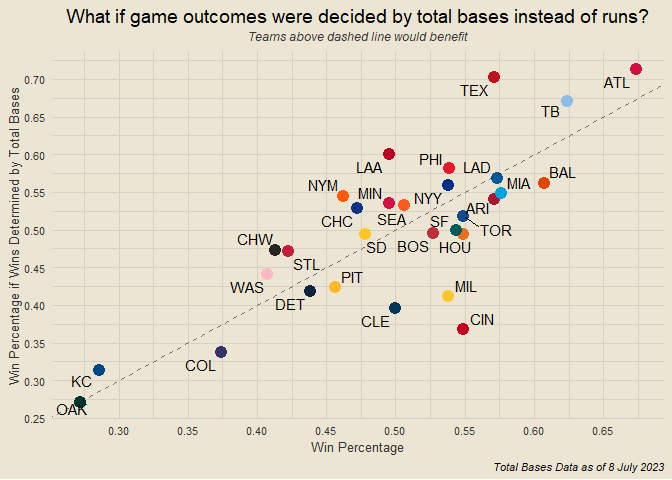 What if game outcomes were decided by total bases instead of runs?
Teams above dashed line would benefit
Win Percentage if Wins Determined by Total Bases
0.70
0.65
0.60
0.55
0.50
0.45
0.40
0.35
0.30
0.25
ATL
TEX
TB
PHI
LAD
LAA
BAL
MIA
NYM
MIN
NYY
ARI
CHC
SEA
SF
TOR
CHW
SD
BOS
HOU
STL
WAS
PIT
DET
MIL
CLE
CIN
COL
KC
OAK
0.30
0.35
0.40
0.45
0.50
0.55
0.60
0.65
Win Percentage
Total Bases Data as of 8 July 2023